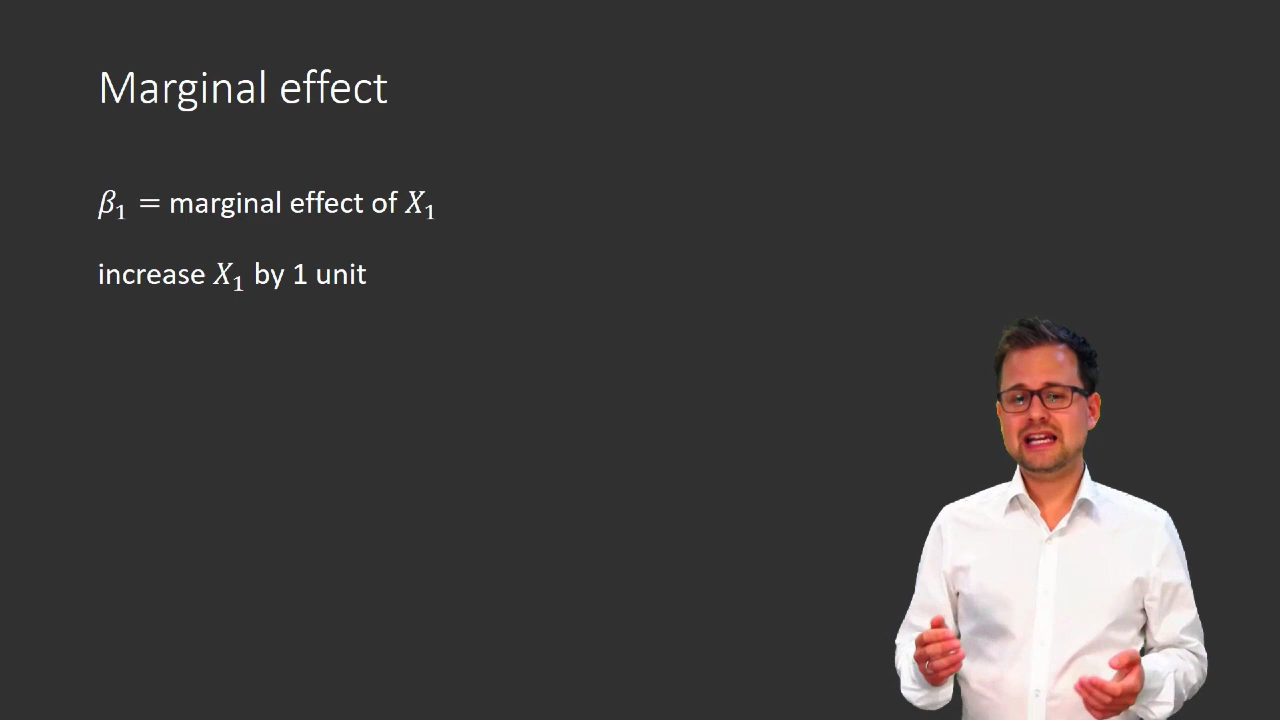 Marginal effect
β₁ = marginal effect of X₁
increase X₁ by 1 unit